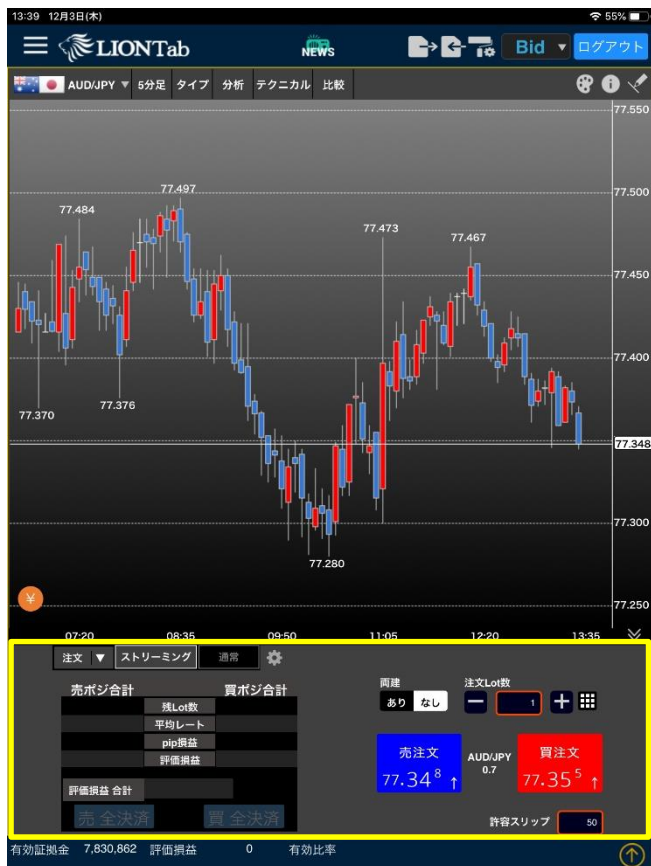 13:39 12月3日(木) 55%
LIONTab NEWS Bid ▼ ログアウト
AUD/JPY ▼ 5分足 タイプ 分析 テクニカル 比較
77.550
77.500
77.497
77.484
77.473
77.467
77.450
77.400
77.376
77.370
77.348
77.300
77.280
77.250
¥
07:20 08:35 09:50 11:05 12:20 13:35
注文 ▼ ストリーミング 通常
売ポジ合計 買ポジ合計
残Lot数
平均レート
pip損益
評価損益
評価損益 合計
売 全決済 買 全決済
両建 注文Lot数
あり なし 1
売注文 AUD/JPY 買注文
77.34⁸ ↑ 0.7 77.35⁵ ↑
許容スリップ 50
有効証拠金 7,830,862 評価損益 0 有効比率